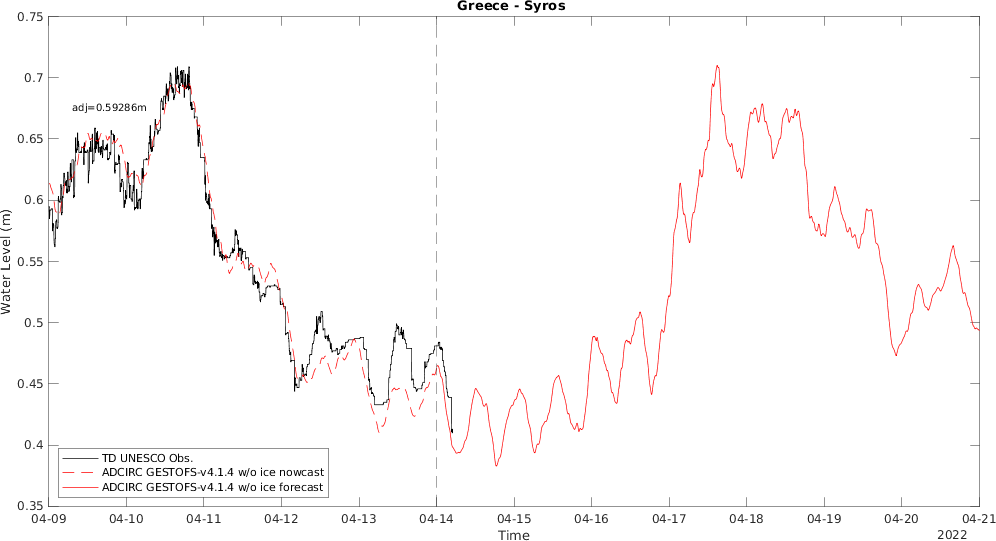 Greece - Syros
0.75
0.7
0.65
0.6
0.55
0.5
0.45
0.4
0.35
Water Level (m)
adj=0.59286m
TD UNESCO Obs.
ADCIRC GESTOFS-v4.1.4 w/o ice nowcast
ADCIRC GESTOFS-v4.1.4 w/o ice forecast
04-09 04-10 04-11 04-12 04-13 04-14 04-15 04-16 04-17 04-18 04-19 04-20 04-21
Time
2022